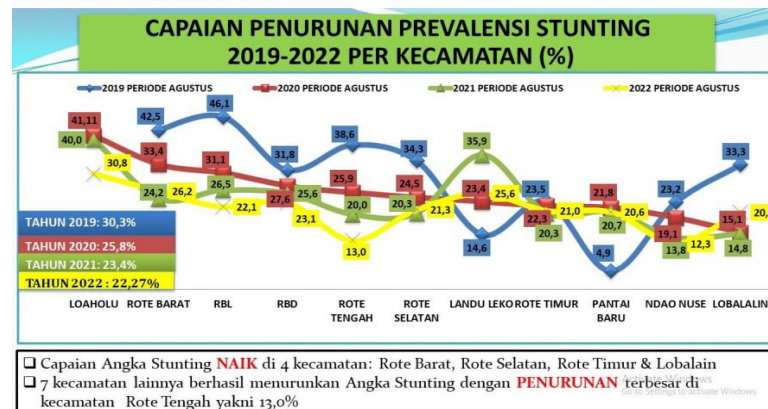 CAPAIAN PENURUNAN PREVALENSI STUNTING
2019-2022 PER KECAMATAN (%)
2019 PERIODE AGUSTUS
2020 PERIODE AGUSTUS
2021 PERIODE AGUSTUS
2022 PERIODE AGUSTUS
41,11
40,0
30,8
42,5
33,4
24,2
26,2
46,1
31,1
26,5
22,1
31,8
27,6
25,6
23,1
38,6
25,9
20,0
13,0
34,3
24,5
20,3
21,3
35,9
23,4
25,6
14,6
23,5
22,3
20,3
21,0
21,8
20,7
20,6
4,9
23,2
19,1
13,8
12,3
33,3
15,1
14,8
20,
TAHUN 2019: 30,3%
TAHUN 2020: 25,8%
TAHUN 2021: 23,4%
TAHUN 2022 : 22,27%
LOAHOLU
ROTE BARAT
RBL
RBD
ROTE TENGAH
ROTE SELATAN
LANDU LEKO
ROTE TIMUR
PANTAI BARU
NDAO NUSE
LOBALALIN
Capaian Angka Stunting NAIK di 4 kecamatan: Rote Barat, Rote Selatan, Rote Timur & Lobalain
7 kecamatan lainnya berhasil menurunkan Angka Stunting dengan PENURUNAN terbesar di
kecamatan Rote Tengah yakni 13,0%
Activate Windows
Go to Settings to activate Windows.